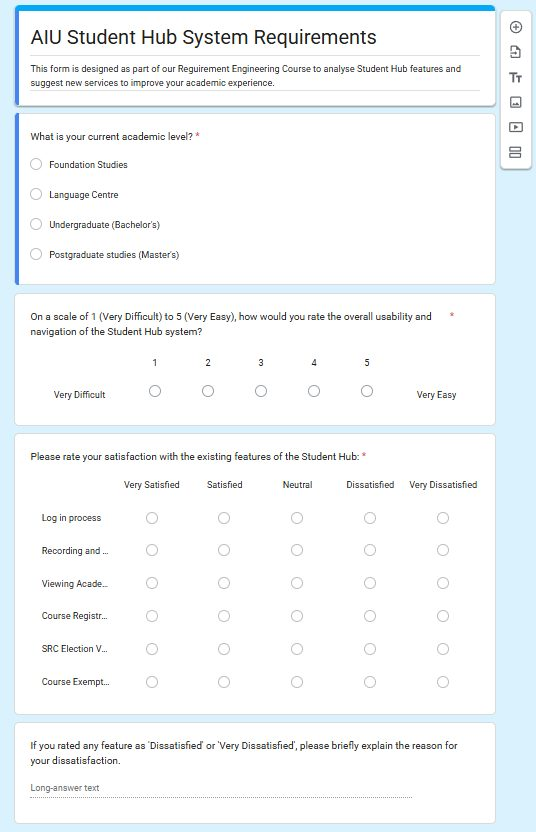 AIU Student Hub System Requirements
This form is designed as part of our Requirement Engineering Course to analyse Student Hub features and
suggest new services to improve your academic experience.
What is your current academic level? *
Foundation Studies
Language Centre
Undergraduate (Bachelor's)
Postgraduate studies (Master's)
On a scale of 1 (Very Difficult) to 5 (Very Easy), how would you rate the overall usability and *
navigation of the Student Hub system?
1 2 3 4 5
Very Difficult Very Easy
Please rate your satisfaction with the existing features of the Student Hub: *
Very Satisfied Satisfied Neutral Dissatisfied Very Dissatisfied
Log in process
Recording and ...
Viewing Acade...
Course Registr...
SRC Election V...
Course Exempt...
If you rated any feature as 'Dissatisfied' or 'Very Dissatisfied', please briefly explain the reason for
your dissatisfaction.
Long-answer text